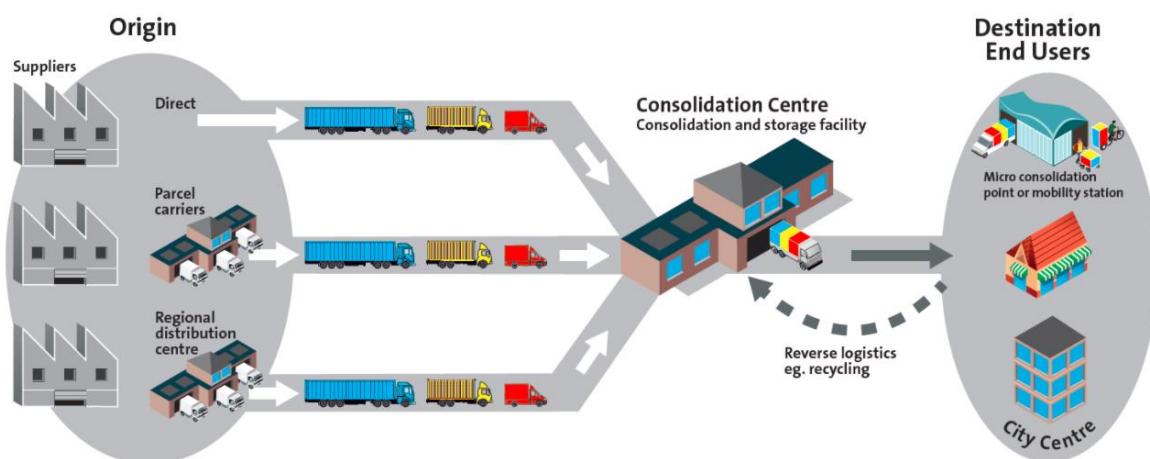 Origin
Suppliers
Direct
Parcel
carriers
Regional
distribution
centre
Consolidation Centre
Consolidation and storage facility
Reverse logistics
eg. recycling
Destination
End Users
Micro consolidation
point or mobility station
City Centre